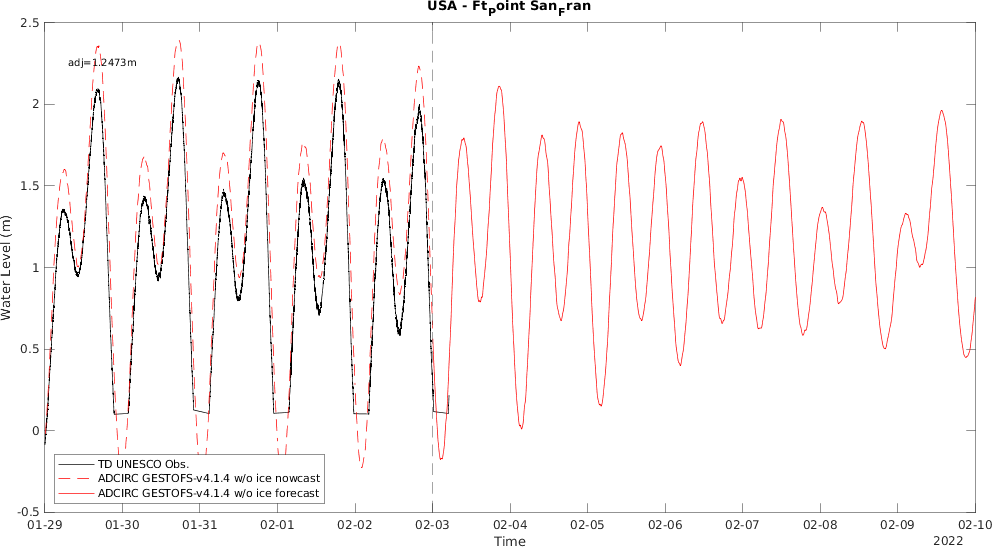 USA - Ft_Point San_Fran
adj=1.2473m
2.5
2
1.5
1
0.5
0
-0.5
Water Level (m)
TD UNESCO Obs.
ADCIRC GESTOFS-v4.1.4 w/o ice nowcast
ADCIRC GESTOFS-v4.1.4 w/o ice forecast
01-29 01-30 01-31 02-01 02-02 02-03 02-04 02-05 02-06 02-07 02-08 02-09 02-10
Time
2022